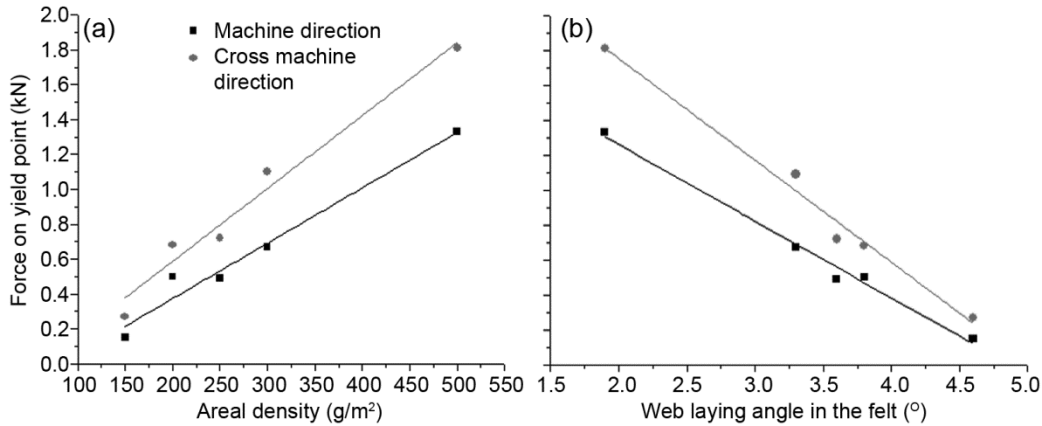 (a)
Machine direction
Cross machine
direction
(b)
Force on yield point (kN)
2.0
1.8
1.6
1.4
1.2
1.0
0.8
0.6
0.4
0.2
0.0
100 150 200 250 300 350 400 450 500 550
1.5 2.0 2.5 3.0 3.5 4.0 4.5 5.0
Areal density (g/m²)
Web laying angle in the felt (°)